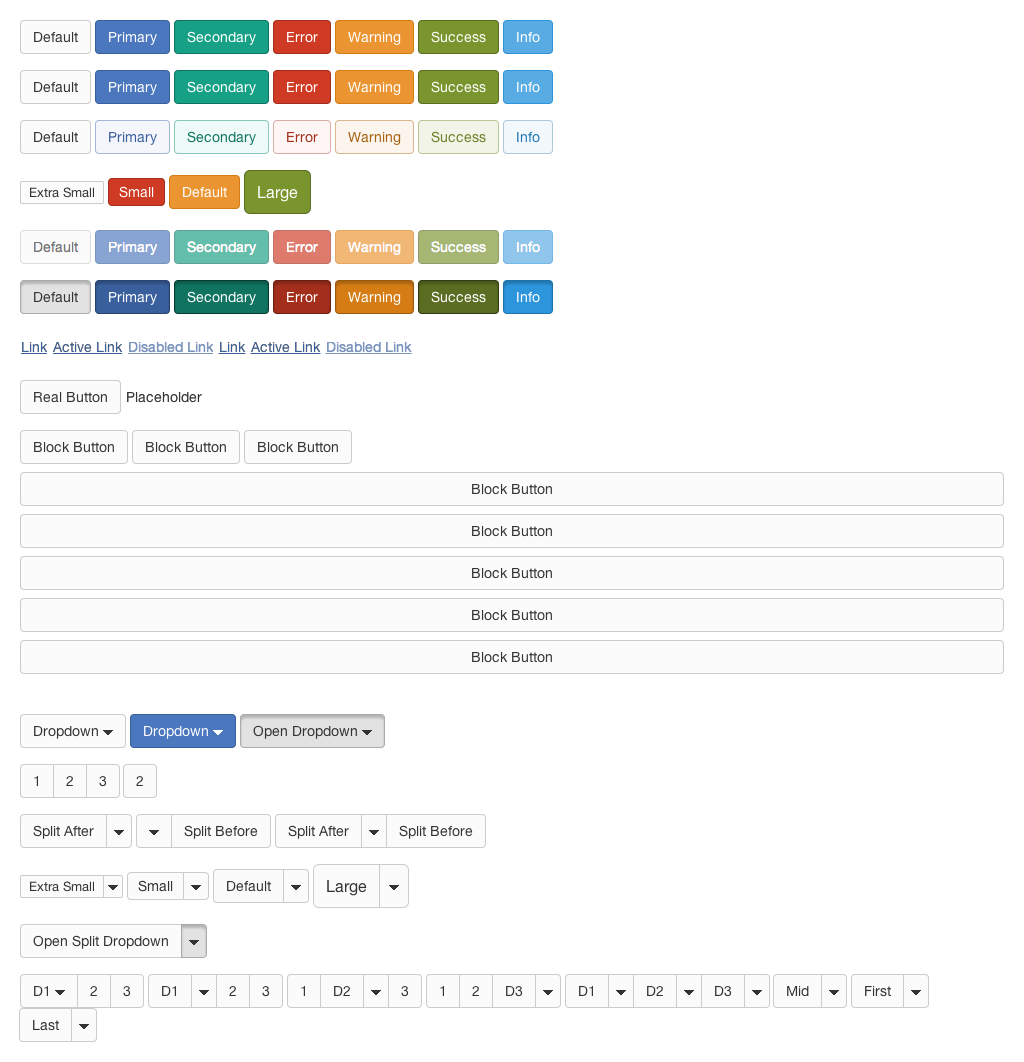 Default Primary Secondary Error Warning Success Info
Default Primary Secondary Error Warning Success Info
Default Primary Secondary Error Warning Success Info
Extra Small Small Default Large
Default Primary Secondary Error Warning Success Info
Default Primary Secondary Error Warning Success Info
Link Active Link Disabled Link Link Active Link Disabled Link
Real Button Placeholder
Block Button Block Button Block Button
Block Button
Block Button
Block Button
Block Button
Block Button
Dropdown Dropdown Open Dropdown
1 2 3 2
Split After Split Before Split After Split Before
Extra Small Small Default Large
Open Split Dropdown
D1 2 3 D1 2 3 1 D2 3 1 2 D3 D1 D2 D3 Mid First
Last